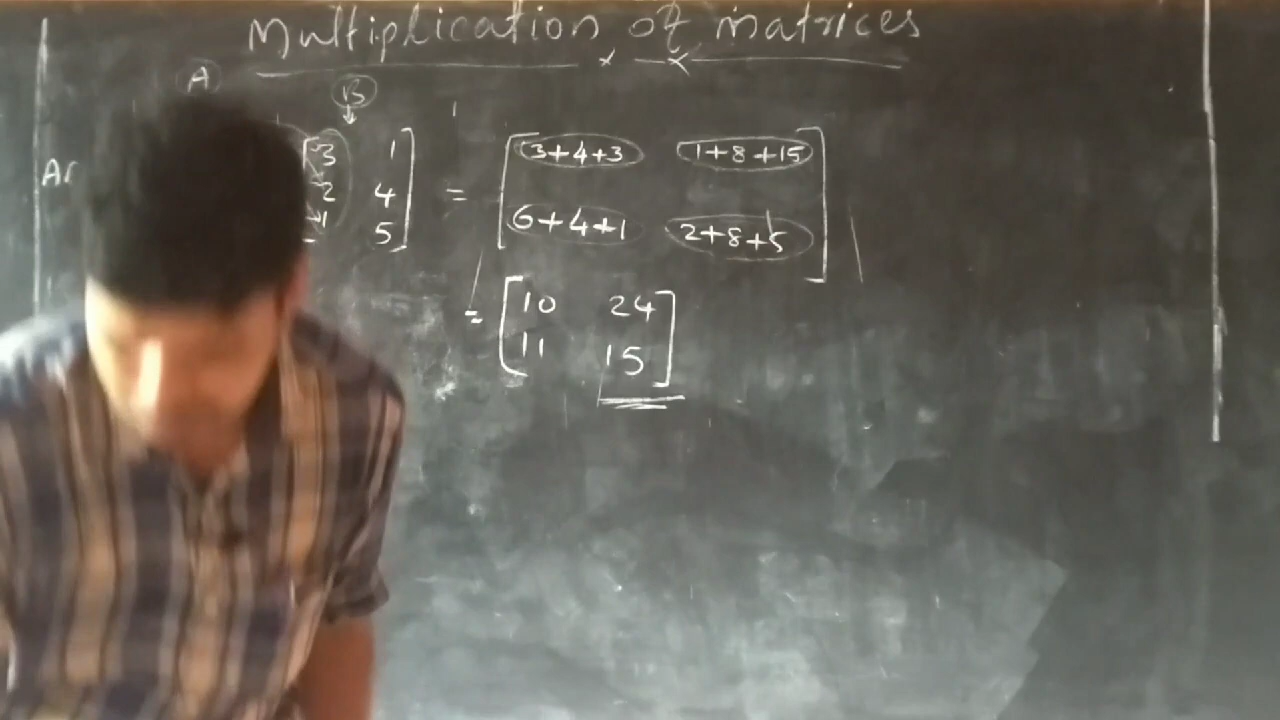 Multiplication of matrices
A
B
3 1
2 4
1 5
=
3+4+3 1+8+15
6+4+1 2+8+5
= 10 24
11 15